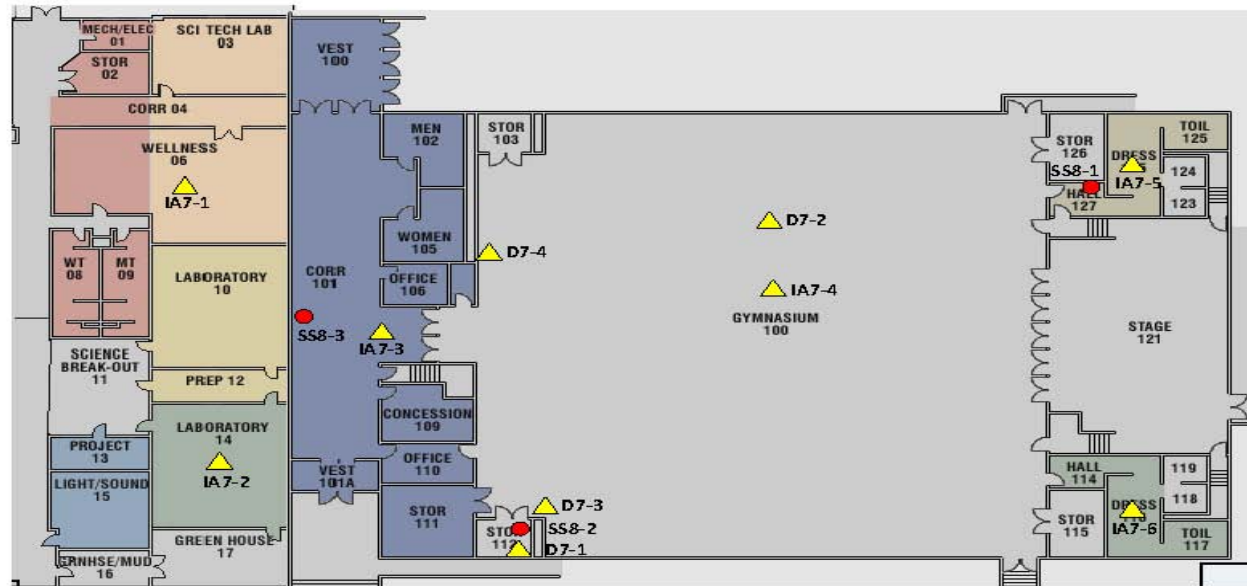 MECH/ELEC
01
SCI TECH LAB
03
VEST
100
STOR
02
CORR 04
WELLNESS
06
IA7-1
MEN
102
STOR
103
STOR
126
SS8-1
HALL
127
DRESS
IA7-5
TOIL
125
124
123
WOMEN
105
D7-4
D7-2
WT
08
MT
09
LABORATORY
10
CORR
101
OFFICE
106
SS8-3
IA7-3
IA7-4
GYMNASIUM
100
STAGE
121
SCIENCE
BREAK-OUT
11
PREP 12
LABORATORY
14
IA7-2
CONCESSION
109
PROJECT
13
LIGHT/SOUND
15
VEST
101A
OFFICE
110
STOR
111
D7-3
SS8-2
STOR
112
D7-1
HALL
114
119
118
DRESS
IA7-6
STOR
115
TOIL
117
GREEN HOUSE
17
GRNHSE/MUD
16